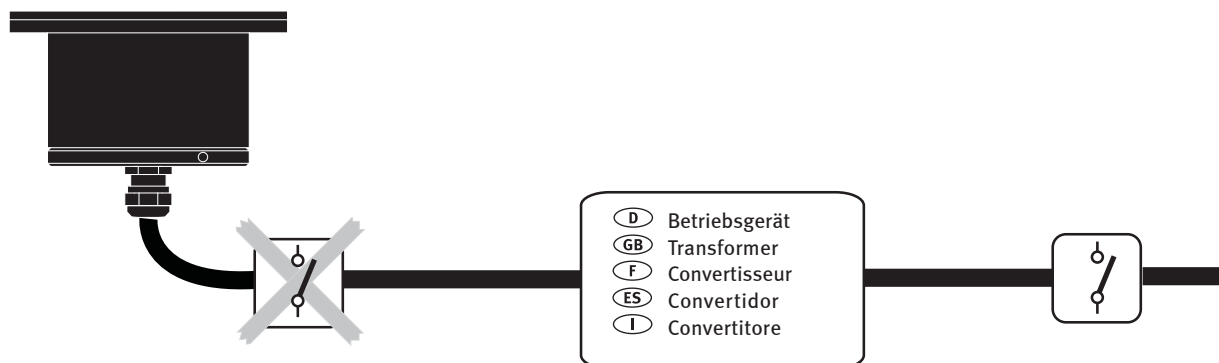 D Betriebsgerät
GB Transformer
F Convertisseur
ES Convertidor
I Convertitore